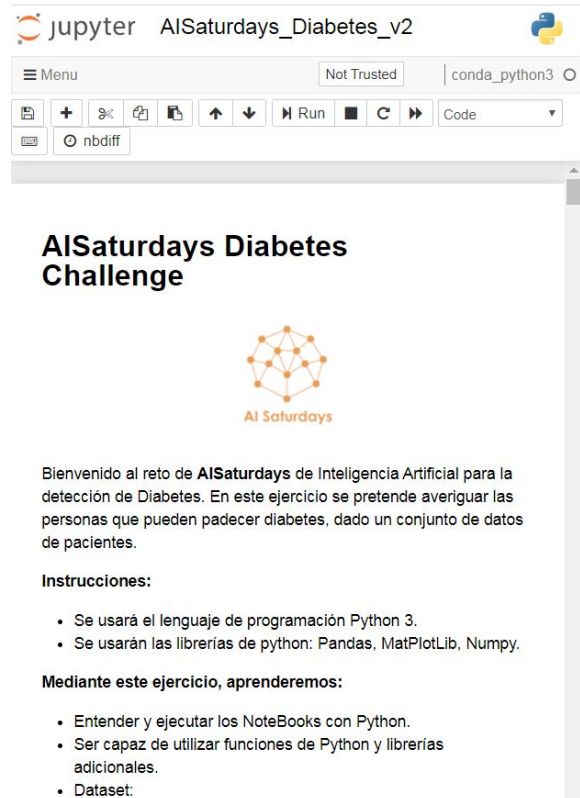 jupyter AISaturdays_Diabetes_v2
Menu Not Trusted conda_python3
Run Code
nbdiff
AISaturdays Diabetes
Challenge
AI Saturdays
Bienvenido al reto de AISaturdays de Inteligencia Artificial para la
detección de Diabetes. En este ejercicio se pretende averiguar las
personas que pueden padecer diabetes, dado un conjunto de datos
de pacientes.
Instrucciones:
• Se usará el lenguaje de programación Python 3.
• Se usarán las librerías de python: Pandas, MatPlotLib, Numpy.
Mediante este ejercicio, aprenderemos:
• Entender y ejecutar los NoteBooks con Python.
• Ser capaz de utilizar funciones de Python y librerías
adicionales.
• Dataset: